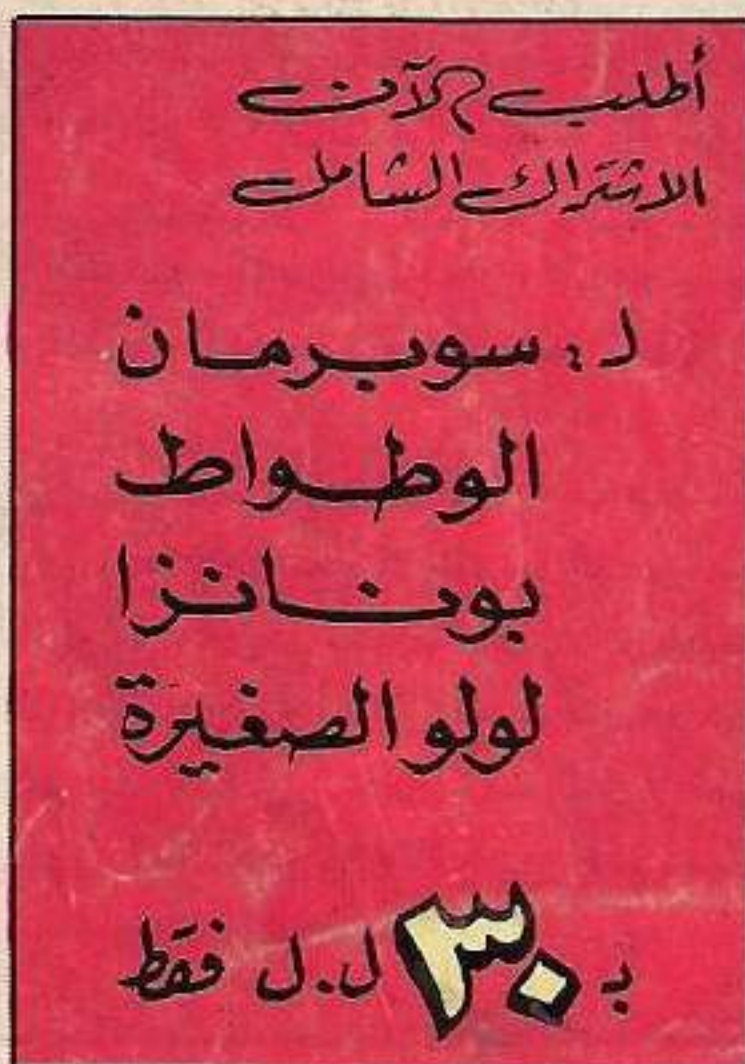 أطلب الآن
الاشتراك الشامل
لـ: سوبرمان
الوطواط
بونانزا
لولو الصغيرة
بـ ٣٠ ل.ل فقط